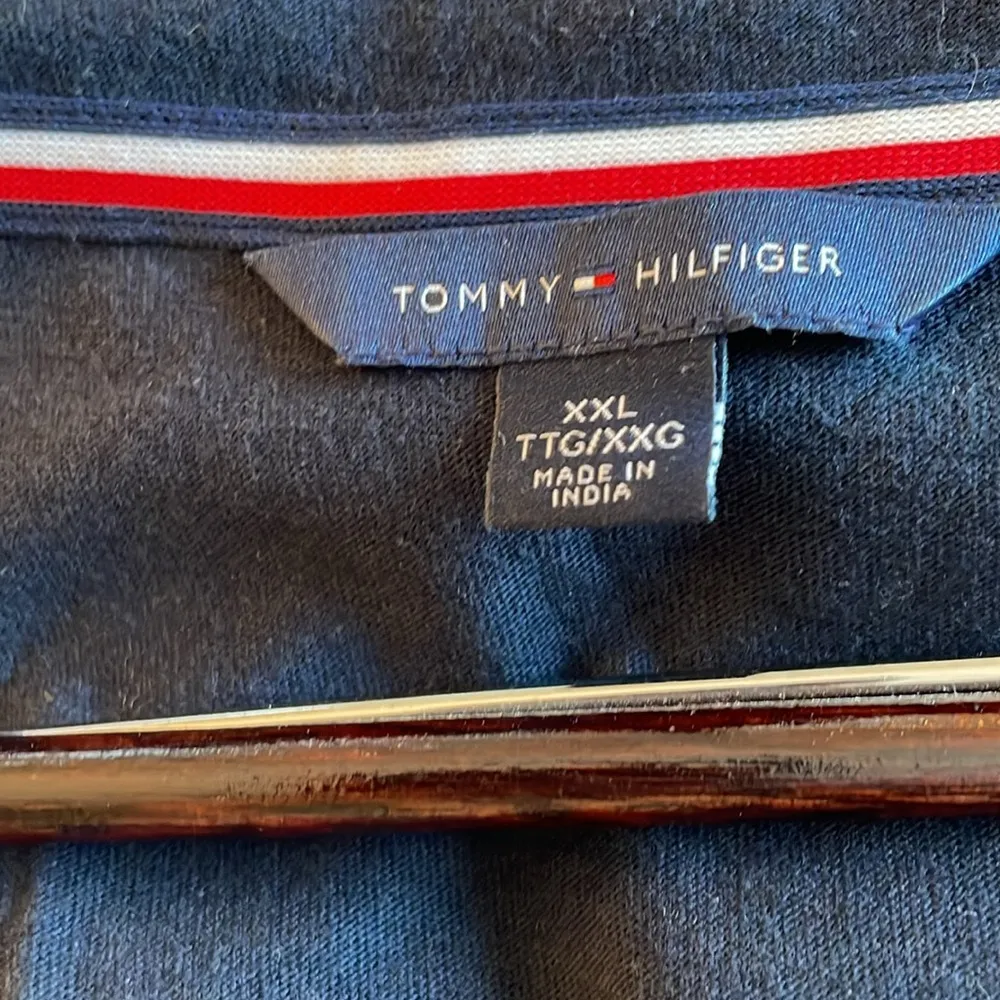 TOMMY HILFIGER
XXL
TTG/XXG
MADE IN
INDIA